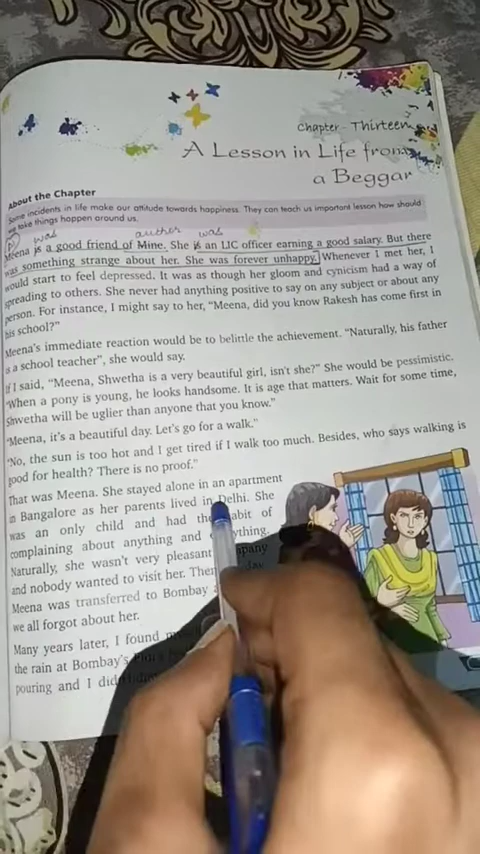 Chapter - Thirteen
A Lesson in Life from
a Beggar
About the Chapter
Some incidents in life make our attitude towards happiness. They can teach us important lesson how should
we take things happen around us.
was author was
Meena is a good friend of Mine. She is an LIC officer earning a good salary. But there
was something strange about her. She was forever unhappy. Whenever I met her, I
would start to feel depressed. It was as though her gloom and cynicism had a way of
spreading to others. She never had anything positive to say on any subject or about any
person. For instance, I might say to her, “Meena, did you know Rakesh has come first in
his school?”
Meena's immediate reaction would be to belittle the achievement. “Naturally, his father
is a school teacher”, she would say.
If I said, “Meena, Shwetha is a very beautiful girl, isn't she?” She would be pessimistic.
“When a pony is young, he looks handsome. It is age that matters. Wait for some time,
Shwetha will be uglier than anyone that you know.”
“Meena, it's a beautiful day. Let's go for a walk.”
“No, the sun is too hot and I get tired if I walk too much. Besides, who says walking is
good for health? There is no proof.”
That was Meena. She stayed alone in an apartment
in Bangalore as her parents lived in Delhi. She
was an only child and had the habit of
complaining about anything and
Naturally, she wasn't very pleasant
and nobody wanted to visit her. day
Meena was transferred to Bombay
we all forgot about her.
Many years later, I found
the rain at Bombay's
pouring and I